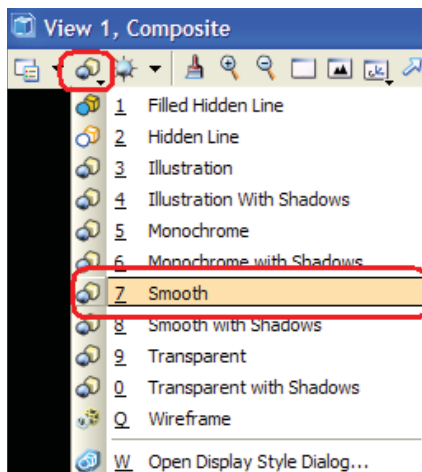 View 1, Composite
1 Filled Hidden Line
2 Hidden Line
3 Illustration
4 Illustration With Shadows
5 Monochrome
6 Monochrome with Shadows
7 Smooth
8 Smooth with Shadows
9 Transparent
0 Transparent with Shadows
Q Wireframe
W Open Display Style Dialog...